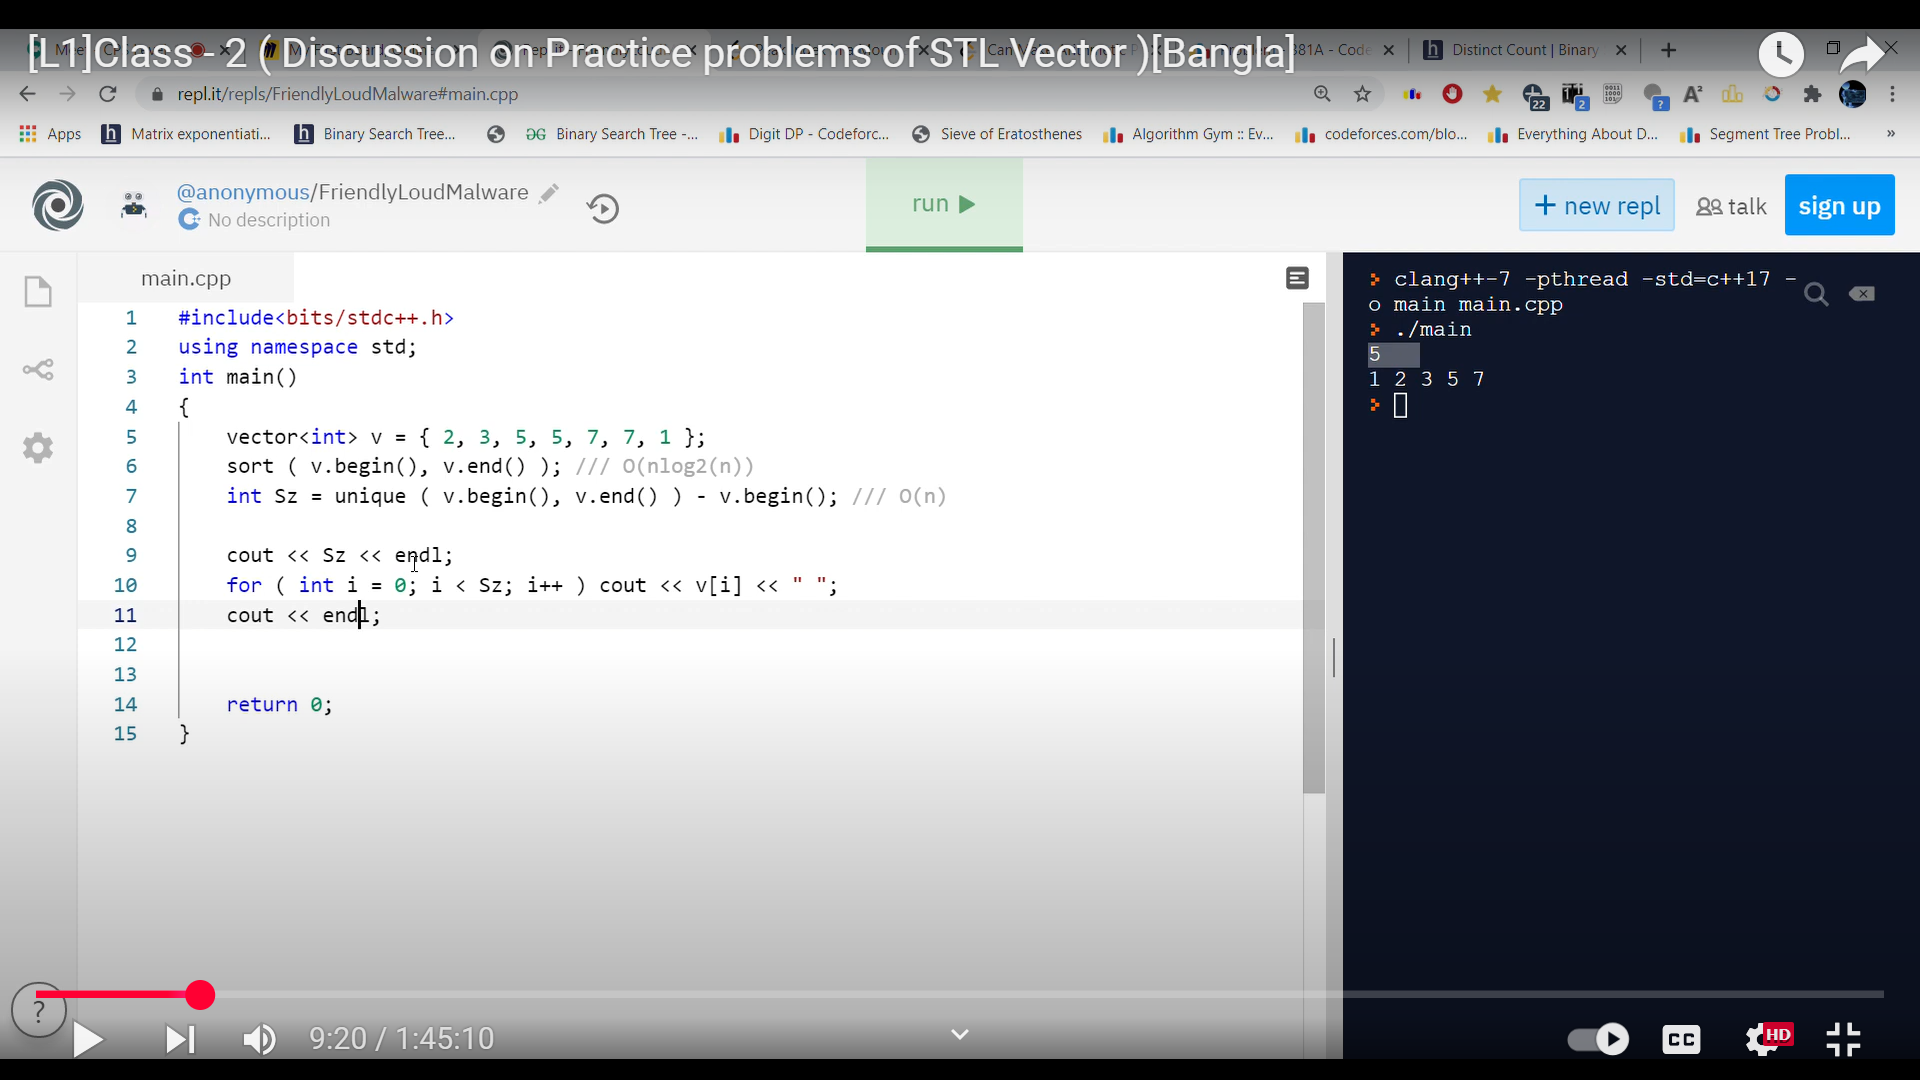 [L1]Class - 2 ( Discussion on Practice problems of STL Vector )[Bangla]
881A - Code
Distinct Count | Binary
repl.it/repls/FriendlyLoudMalware#main.cpp
22
2
?
Apps
Matrix exponentiati...
Binary Search Tree...
Binary Search Tree -...
Digit DP - Codeforc...
Sieve of Eratosthenes
Algorithm Gym :: Ev...
codeforces.com/blo...
Everything About D...
Segment Tree Probl...
»
@anonymous/FriendlyLoudMalware
No description
run
+ new repl
talk
sign up
main.cpp
1 #include<bits/stdc++.h>
2 using namespace std;
3 int main()
4 {
5 vector<int> v = { 2, 3, 5, 5, 7, 7, 1 };
6 sort ( v.begin(), v.end() ); /// O(nlog2(n))
7 int Sz = unique ( v.begin(), v.end() ) - v.begin(); /// O(n)
8
9 cout << Sz << endl;
10 for ( int i = 0; i < Sz; i++ ) cout << v[i] << " ";
11 cout << endl;
12
13
14 return 0;
15 }
clang++-7 -pthread -std=c++17 -
o main main.cpp
./main
5
1 2 3 5 7
?
9:20 / 1:45:10
CC
HD